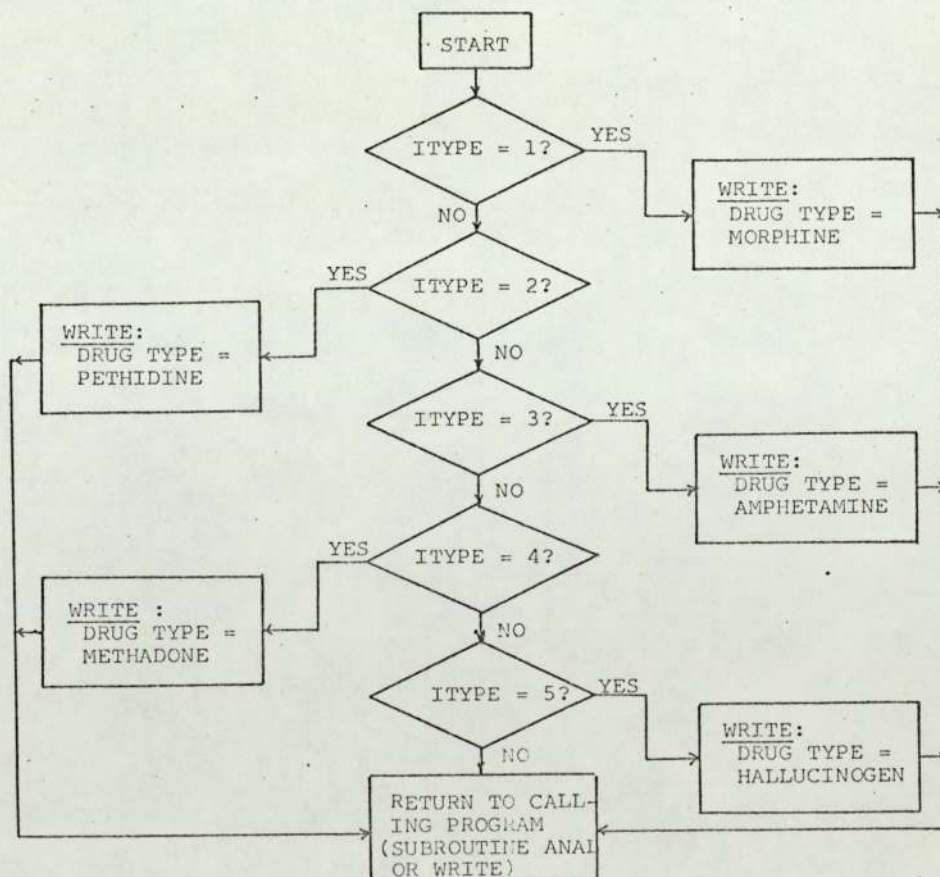 START
ITYPE = 1?
YES
WRITE:
DRUG TYPE =
MORPHINE
NO
ITYPE = 2?
YES
WRITE:
DRUG TYPE =
PETHIDINE
NO
ITYPE = 3?
YES
WRITE:
DRUG TYPE =
AMPHETAMINE
NO
ITYPE = 4?
YES
WRITE :
DRUG TYPE =
METHADONE
NO
ITYPE = 5?
YES
WRITE:
DRUG TYPE =
HALLUCINOGEN
NO
RETURN TO CALL-
ING PROGRAM
(SUBROUTINE ANAL
OR WRITE)